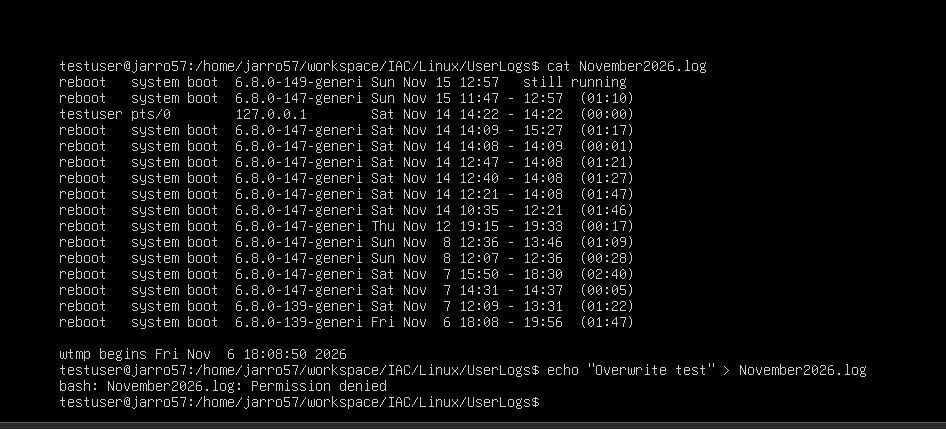 testuser@jarro57:/home/jarro57/workspace/IAC/Linux/UserLogs$ cat November2026.log
reboot   system boot  6.8.0-149-generi Sun Nov 15 12:57   still running
reboot   system boot  6.8.0-147-generi Sun Nov 15 11:47 - 12:57  (01:10)
testuser pts/0        127.0.0.1        Sat Nov 14 14:22 - 14:22  (00:00)
reboot   system boot  6.8.0-147-generi Sat Nov 14 14:09 - 15:27  (01:17)
reboot   system boot  6.8.0-147-generi Sat Nov 14 14:08 - 14:09  (00:01)
reboot   system boot  6.8.0-147-generi Sat Nov 14 12:47 - 14:08  (01:21)
reboot   system boot  6.8.0-147-generi Sat Nov 14 12:40 - 14:08  (01:27)
reboot   system boot  6.8.0-147-generi Sat Nov 14 12:21 - 14:08  (01:47)
reboot   system boot  6.8.0-147-generi Sat Nov 14 10:35 - 12:21  (01:46)
reboot   system boot  6.8.0-147-generi Thu Nov 12 19:15 - 19:33  (00:17)
reboot   system boot  6.8.0-147-generi Sun Nov  8 12:36 - 13:46  (01:09)
reboot   system boot  6.8.0-147-generi Sun Nov  8 12:07 - 12:36  (00:28)
reboot   system boot  6.8.0-147-generi Sat Nov  7 15:50 - 18:30  (02:40)
reboot   system boot  6.8.0-147-generi Sat Nov  7 14:31 - 14:37  (00:05)
reboot   system boot  6.8.0-139-generi Sat Nov  7 12:09 - 13:31  (01:22)
reboot   system boot  6.8.0-139-generi Fri Nov  6 18:08 - 19:56  (01:47)

wtmp begins Fri Nov  6 18:08:50 2026
testuser@jarro57:/home/jarro57/workspace/IAC/Linux/UserLogs$ echo "Overwrite test" > November2026.log
bash: November2026.log: Permission denied
testuser@jarro57:/home/jarro57/workspace/IAC/Linux/UserLogs$